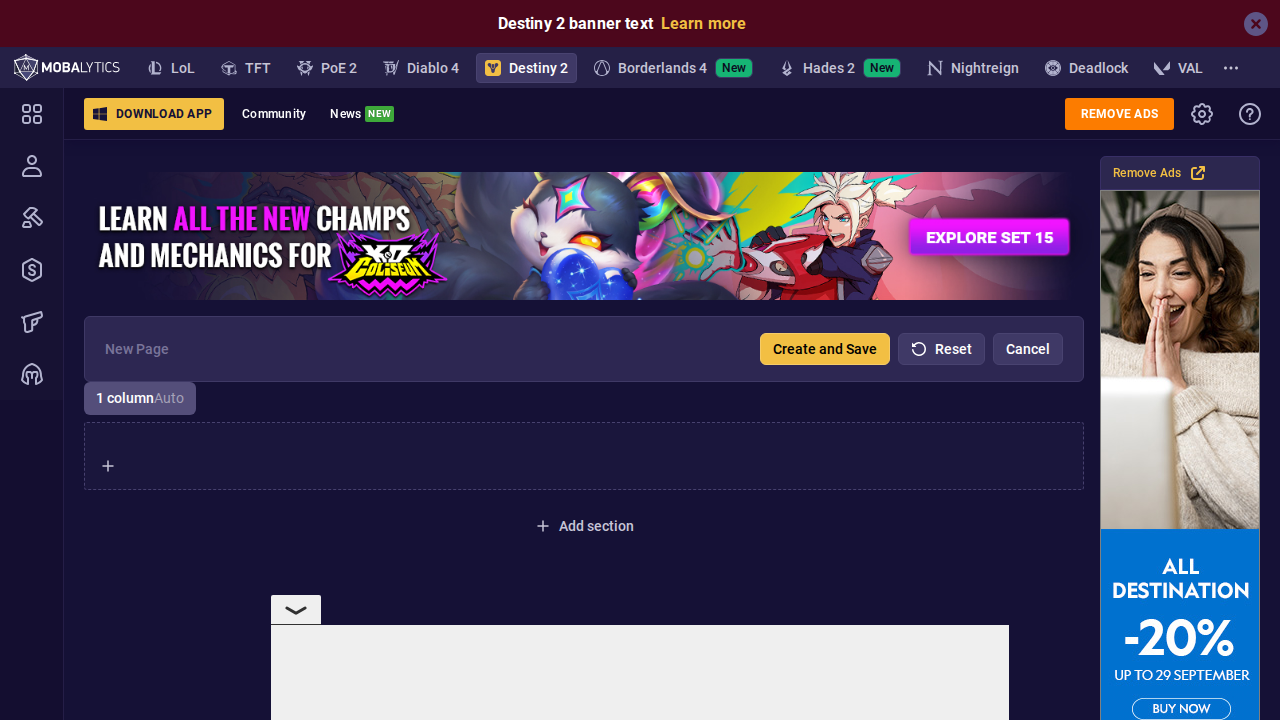 Destiny 2 banner text Learn more
MOBALYTICS
LoL
TFT
PoE 2
Diablo 4
Destiny 2
Borderlands 4 New
Hades 2 New
Nightreign
Deadlock
VAL
DOWNLOAD APP
Community
News NEW
REMOVE ADS
Remove Ads
LEARN ALL THE NEW CHAMPS
AND MECHANICS FOR
COLISEUM
EXPLORE SET 15
New Page
Create and Save
Reset
Cancel
1 column Auto
Add section
ALL
DESTINATION
-20%
UP TO 29 SEPTEMBER
BUY NOW